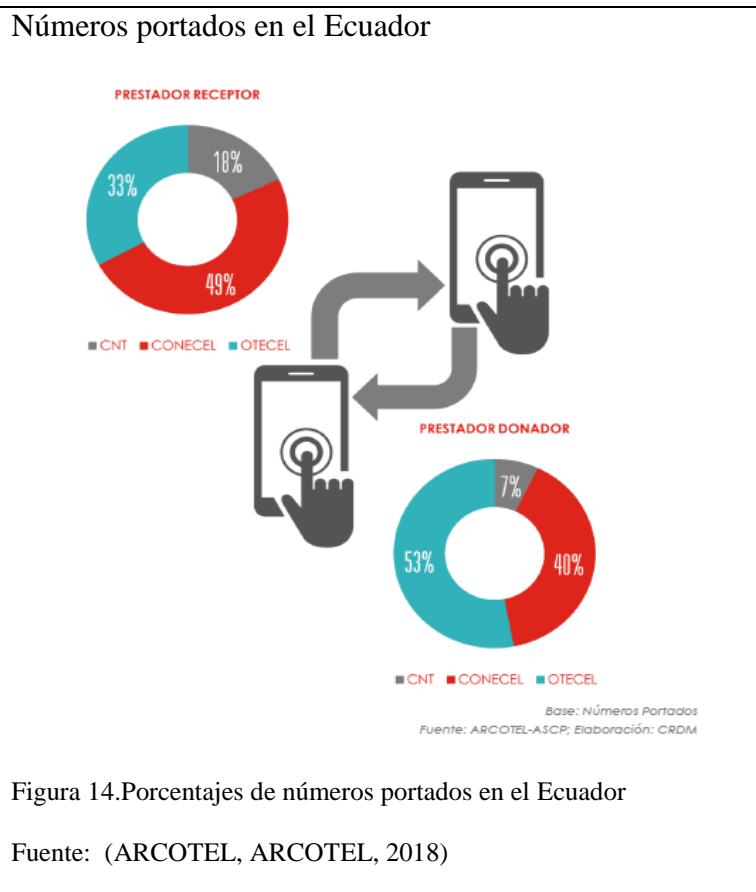 Números portados en el Ecuador
PRESTADOR RECEPTOR
18%
33%
49%
CNT CONECEL OTECEL
PRESTADOR DONADOR
7%
53%
40%
CNT CONECEL OTECEL
Base: Números Portados
Fuente: ARCOTEL-ASCP; Elaboración: CRDM
Figura 14.Porcentajes de números portados en el Ecuador
Fuente: (ARCOTEL, ARCOTEL, 2018)